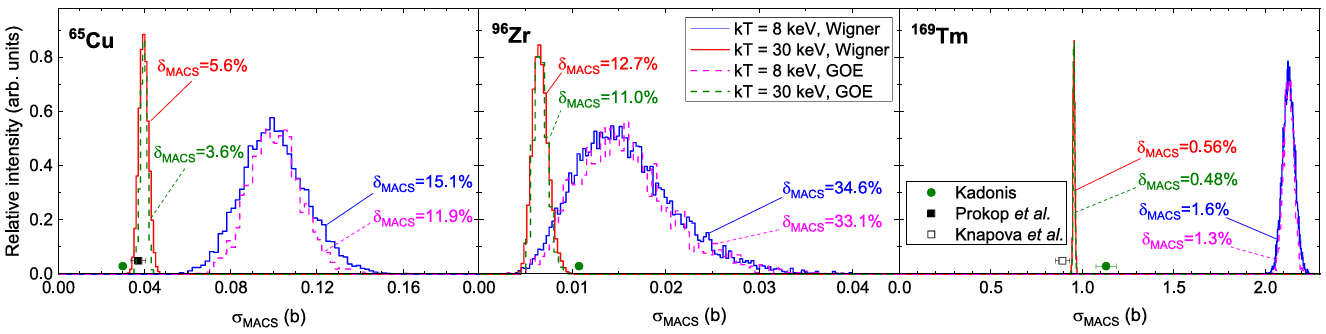 Relative intensity (arb. units)
0.8
0.6
0.4
0.2
0.0
⁶⁵Cu
δMACS=5.6%
δMACS=3.6%
δMACS=15.1%
δMACS=11.9%
0.00 0.04 0.08 0.12 0.16
σMACS (b)
⁹⁶Zr
δMACS=12.7%
δMACS=11.0%
kT = 8 keV, Wigner
kT = 30 keV, Wigner
kT = 8 keV, GOE
kT = 30 keV, GOE
δMACS=34.6%
δMACS=33.1%
0.00 0.01 0.02 0.03 0.04
σMACS (b)
¹⁶⁹Tm
δMACS=0.56%
δMACS=0.48%
δMACS=1.6%
δMACS=1.3%
Kadonis
Prokop et al.
Knapova et al.
0.0 0.5 1.0 1.5 2.0
σMACS (b)